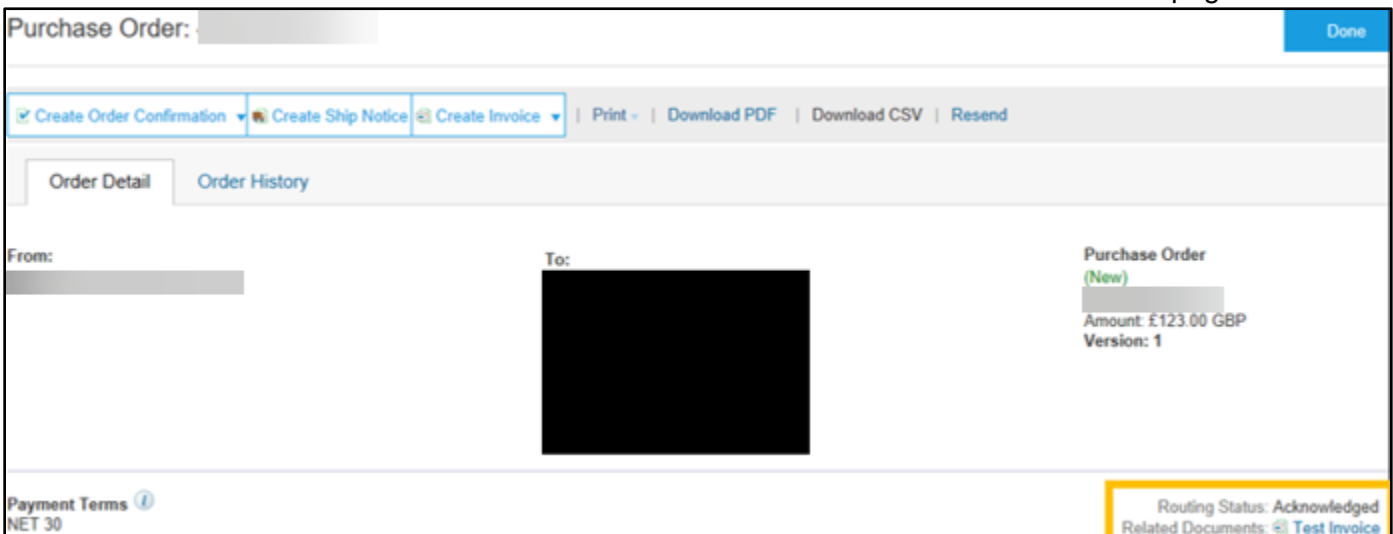 Purchase Order:
Done
Create Order Confirmation Create Ship Notice Create Invoice | Print | Download PDF | Download CSV | Resend
Order Detail Order History
From: To: Purchase Order
(New)
Amount: £123.00 GBP
Version: 1
Payment Terms
NET 30
Routing Status: Acknowledged
Related Documents: Test Invoice